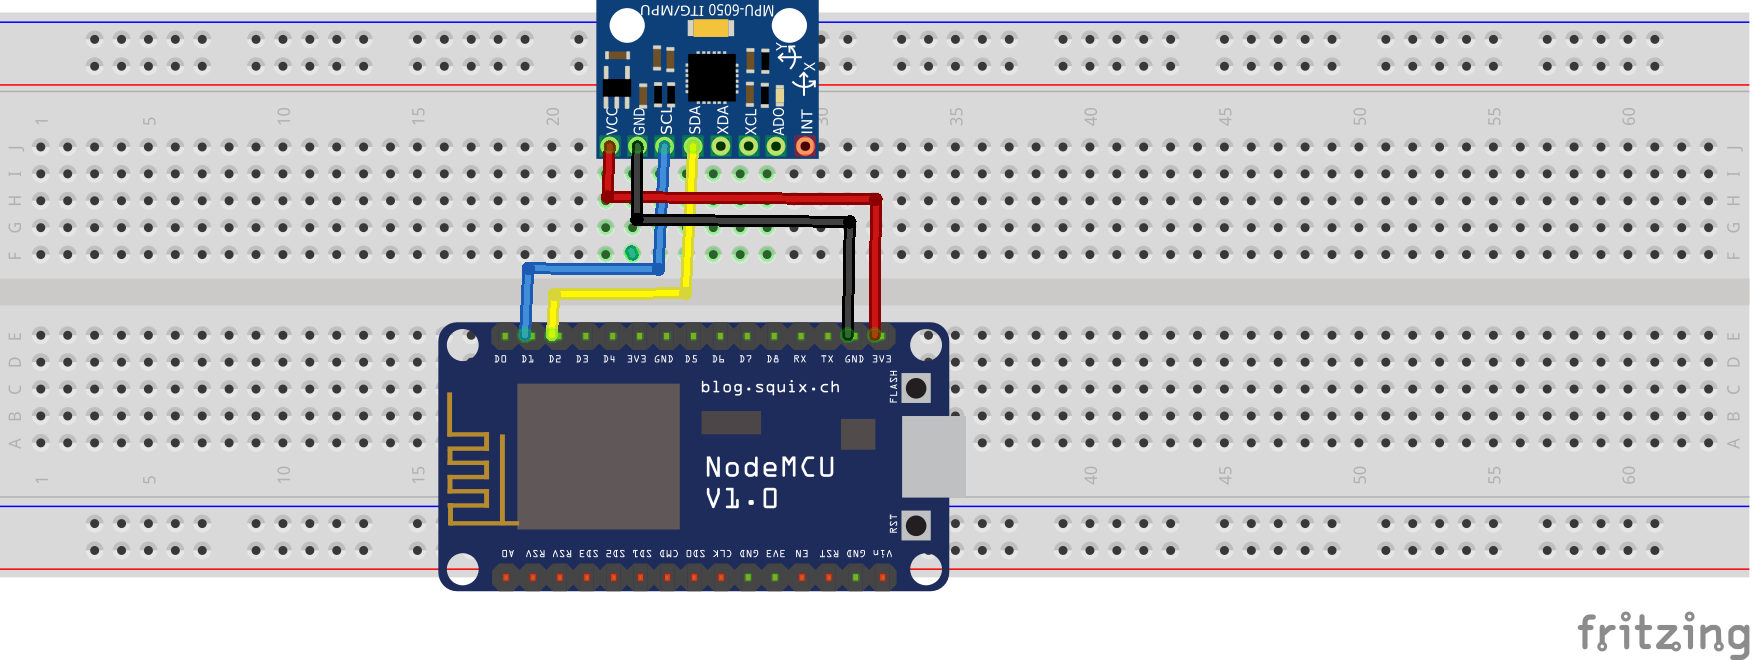 MPU-6050 ITG/MPU
Y
X
VCC GND SCL SDA XDA XCL ADO INT
1 5 10 15 20 30 35 40 45 50 55 60
J J
I I
H H
G G
F F
E E
D D
C C
B B
A A
D0 D1 D2 D3 D4 3V3 GND D5 D6 D7 D8 RX TX GND 3V3
blog.squix.ch
FLASH
NodeMCU
V1.0
RST
1 5 10 15 40 45 50 55 60
A0 RSV RSV SD3 SD2 SD1 CMD SD0 CLK GND 3V3 EN RST GND Vin
fritzing